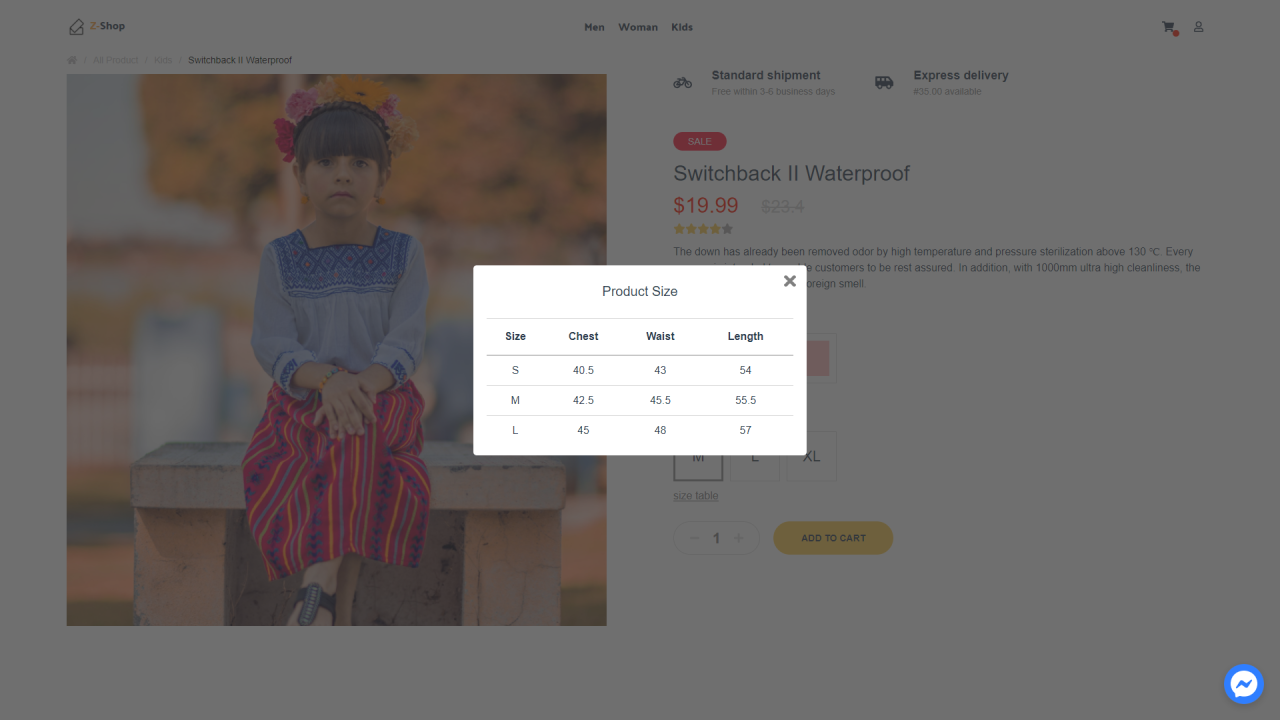 Z-Shop
Men Woman Kids
/ All Product / Kids / Switchback II Waterproof
Standard shipment
Free within 3-6 business days
Express delivery
#35.00 available
SALE
Switchback II Waterproof
$19.99 $23.4
The down has already been removed odor by high temperature and pressure sterilization above 130 °C. Every
customers to be rest assured. In addition, with 1000mm ultra high cleanliness, the
smell.
Product Size
Size Chest Waist Length
S 40.5 43 54
M 42.5 45.5 55.5
L 45 48 57
M L XL
size table
− 1 +
ADD TO CART